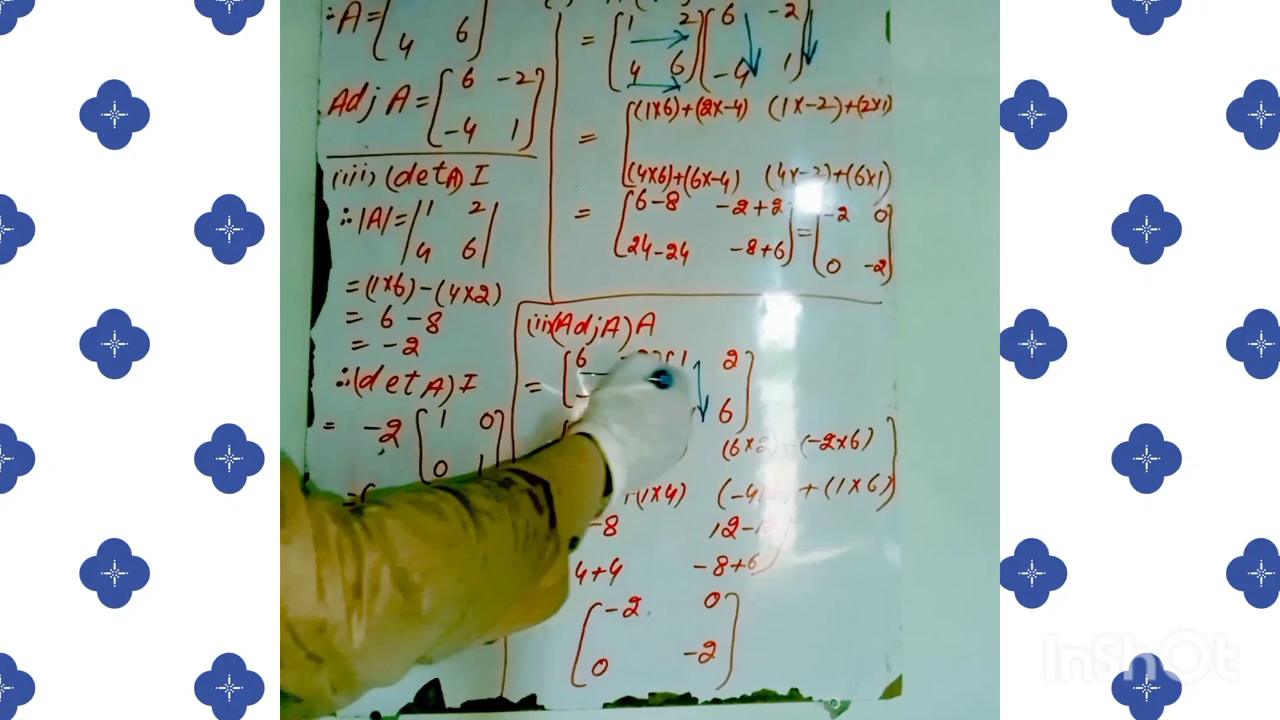 ∴A = [
4 6]
Adj A = [6 -2
-4 1]
(iii) (det A) I
∴|A| = |1 2
4 6|
= (1×6) - (4×2)
= 6 - 8
= -2
∴(det A) I
= -2 [1 0
0 1]
= [1 2
4 6] [6 -2
-4 1]
= [(1×6)+(2×-4) (1×-2)+(2×1)
(4×6)+(6×-4) (4×-2)+(6×1)
= [6-8 -2+2
24-24 -8+6] = [-2 0
0 -2]
(ii) (Adj A) A
= [6 [1 2
6]
(6×2) (-2×6)
(1×4) (-4 + (1×6)]
-8 12-
4+4 -8+6]
[-2 0
0 -2]
InShOt